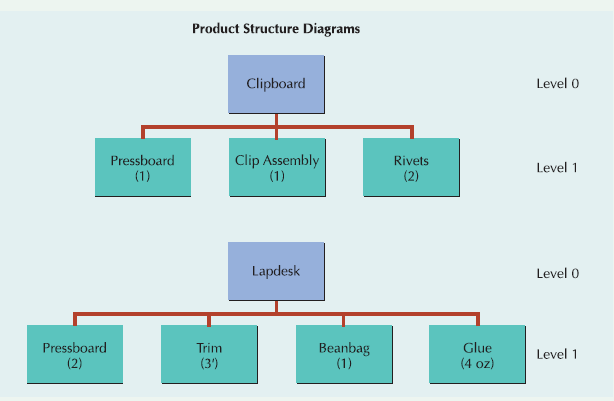 Product Structure Diagrams
Clipboard
Level 0
Pressboard
(1)
Clip Assembly
(1)
Rivets
(2)
Level 1
Lapdesk
Level 0
Pressboard
(2)
Trim
(3')
Beanbag
(1)
Glue
(4 oz)
Level 1